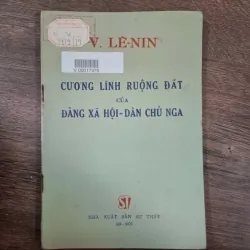 V. LÊ-NIN
CƯƠNG LĨNH RUỘNG ĐẤT
CỦA
ĐẢNG XÃ HỘI-DÂN CHỦ NGA
ST
NHÀ XUẤT BẢN SỰ THẬT